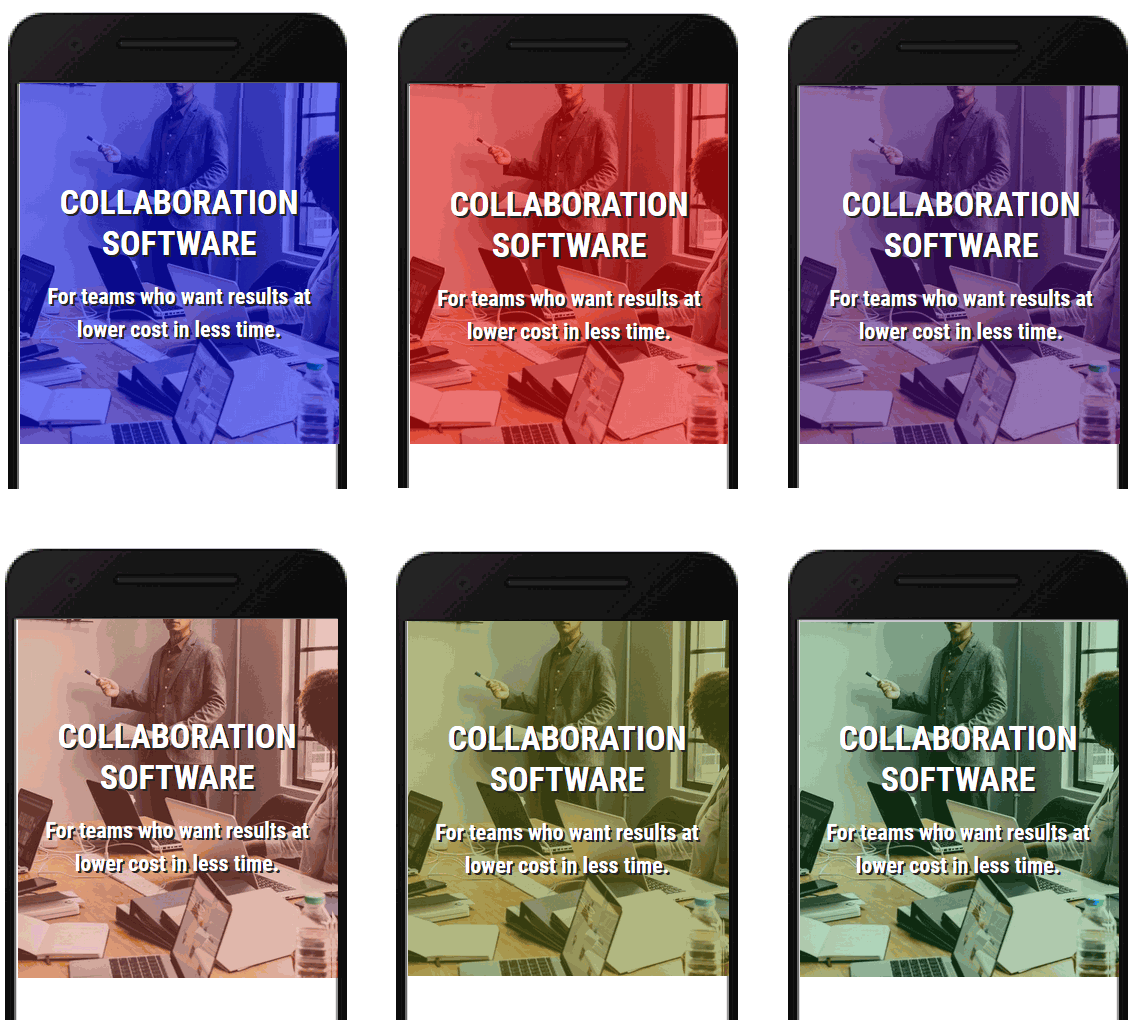 COLLABORATION
SOFTWARE
For teams who want results at
lower cost in less time.
COLLABORATION
SOFTWARE
For teams who want results at
lower cost in less time.
COLLABORATION
SOFTWARE
For teams who want results at
lower cost in less time.
COLLABORATION
SOFTWARE
For teams who want results at
lower cost in less time.
COLLABORATION
SOFTWARE
For teams who want results at
lower cost in less time.
COLLABORATION
SOFTWARE
For teams who want results at
lower cost in less time.